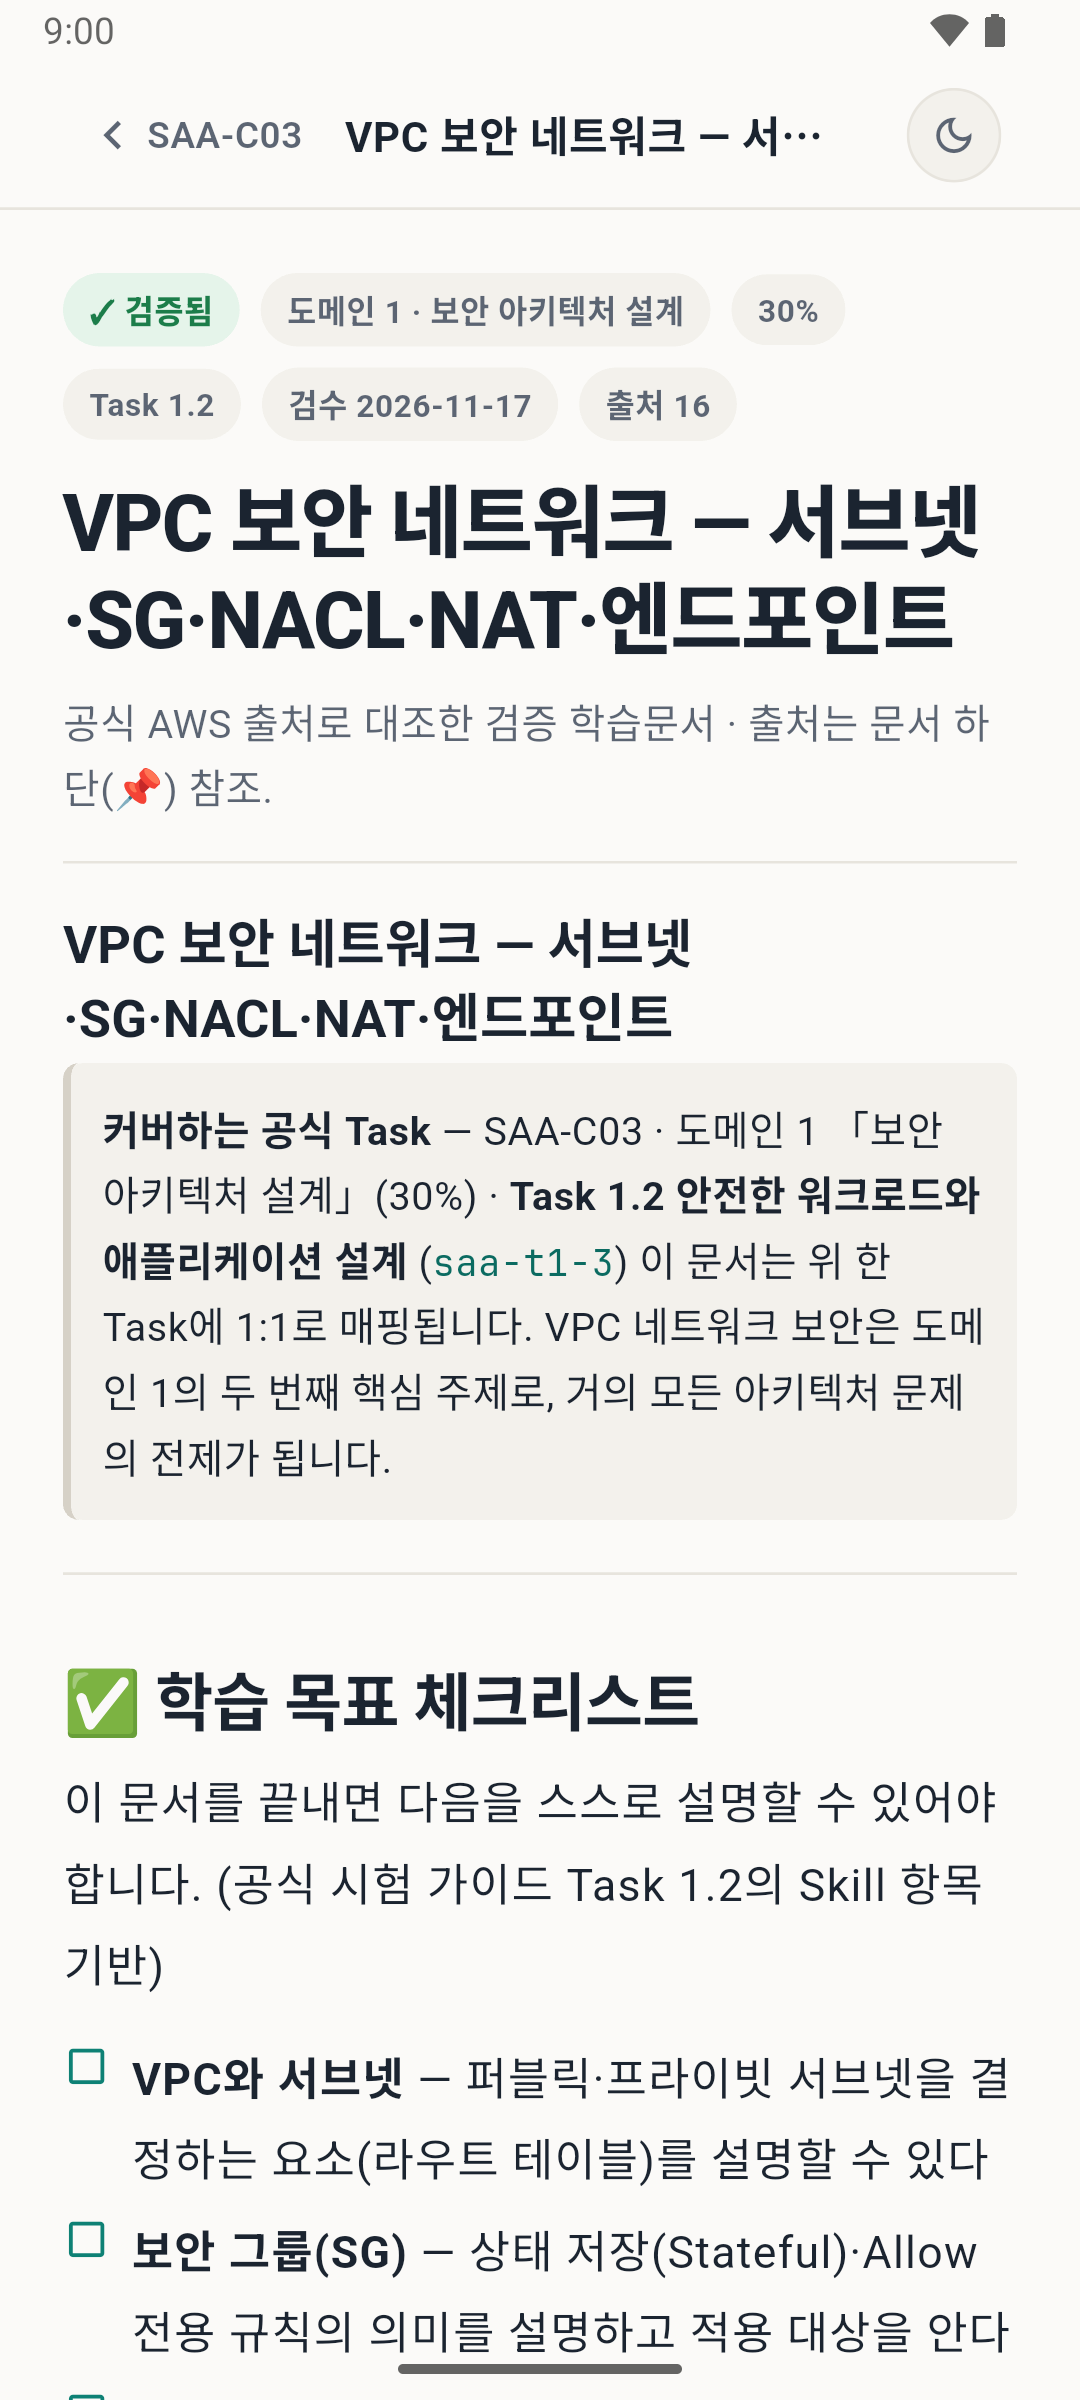 9:00
SAA-C03 VPC 보안 네트워크 – 서…
✓ 검증됨 도메인 1 · 보안 아키텍처 설계 30%
Task 1.2 검수 2026-11-17 출처 16
VPC 보안 네트워크 – 서브넷
·SG·NACL·NAT·엔드포인트
공식 AWS 출처로 대조한 검증 학습문서 · 출처는 문서 하
단(📌) 참조.
VPC 보안 네트워크 – 서브넷
·SG·NACL·NAT·엔드포인트
커버하는 공식 Task – SAA-C03 · 도메인 1 「보안
아키텍처 설계」(30%) · Task 1.2 안전한 워크로드와
애플리케이션 설계 (saa-t1-3) 이 문서는 위 한
Task에 1:1로 매핑됩니다. VPC 네트워크 보안은 도메
인 1의 두 번째 핵심 주제로, 거의 모든 아키텍처 문제
의 전제가 됩니다.
✅ 학습 목표 체크리스트
이 문서를 끝내면 다음을 스스로 설명할 수 있어야
합니다. (공식 시험 가이드 Task 1.2의 Skill 항목
기반)
VPC와 서브넷 – 퍼블릭·프라이빗 서브넷을 결
정하는 요소(라우트 테이블)를 설명할 수 있다
보안 그룹(SG) – 상태 저장(Stateful)·Allow
전용 규칙의 의미를 설명하고 적용 대상을 안다